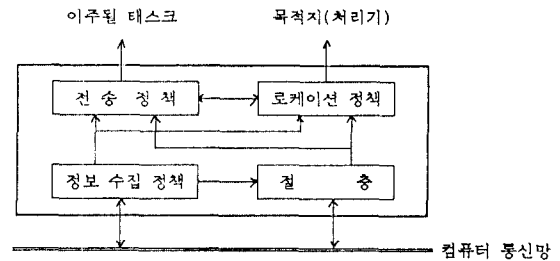 이주될 태스크 목적지(처리기)
전 송 정 책 로케이션 정책
정보 수집 정책 절 충
컴퓨터 통신망